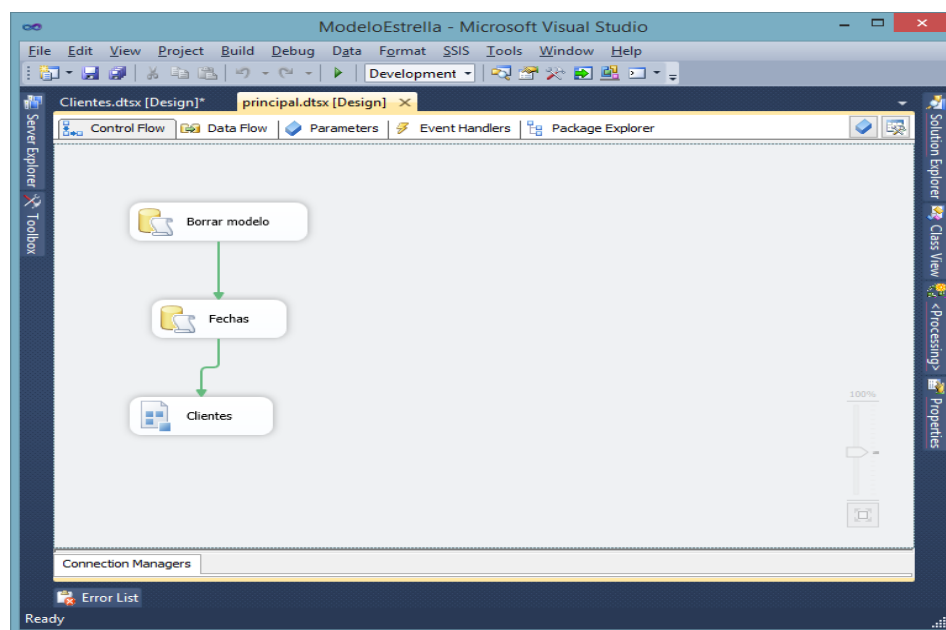 ModeloEstrella - Microsoft Visual Studio
File Edit View Project Build Debug Data Format SSIS Tools Window Help
Development
Clientes.dtsx [Design]* principal.dtsx [Design]
Control Flow Data Flow Parameters Event Handlers Package Explorer
Server Explorer
Toolbox
Borrar modelo
Fechas
Clientes
100%
Solution Explorer
Class View
<Processing>
Properties
Connection Managers
Error List
Ready